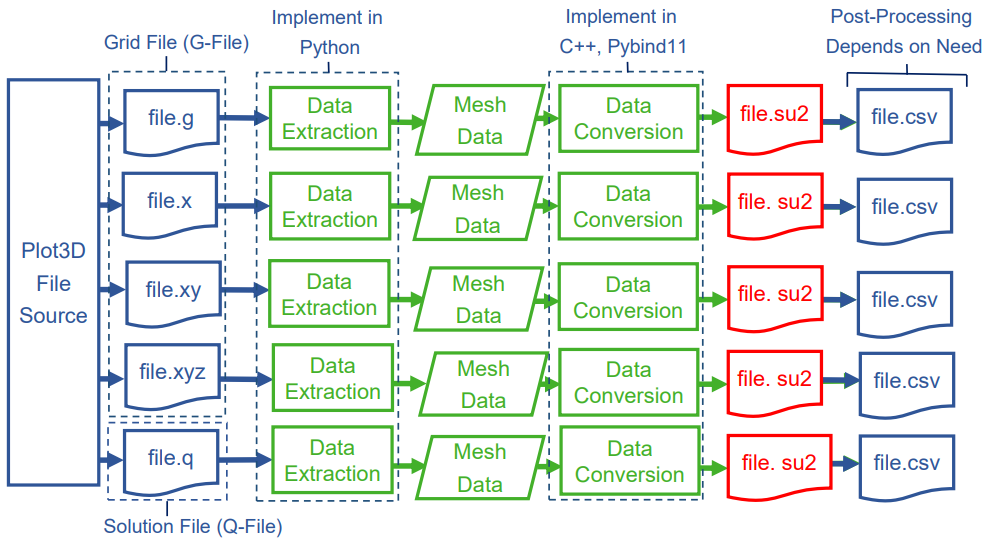 Implement in
Python
Implement in
C++, Pybind11
Post-Processing
Depends on Need
Grid File (G-File)
Plot3D
File
Source
file.g
Data
Extraction
Mesh
Data
Data
Conversion
file.su2
file.csv
file.x
Data
Extraction
Mesh
Data
Data
Conversion
file. su2
file.csv
file.xy
Data
Extraction
Mesh
Data
Data
Conversion
file. su2
file.csv
file.xyz
Data
Extraction
Mesh
Data
Data
Conversion
file. su2
file.csv
file.q
Data
Extraction
Mesh
Data
Data
Conversion
file. su2
file.csv
Solution File (Q-File)